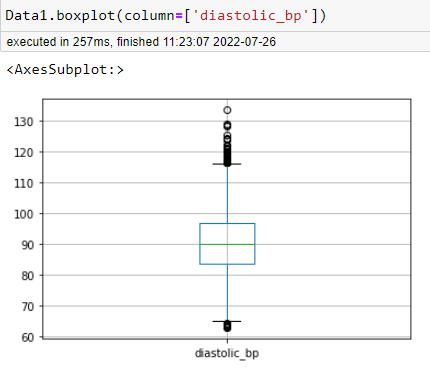 Data1.boxplot(column=['diastolic_bp'])
executed in 257ms, finished 11:23:07 2022-07-26
<AxesSubplot:>
130
120
110
100
90
80
70
60
diastolic_bp